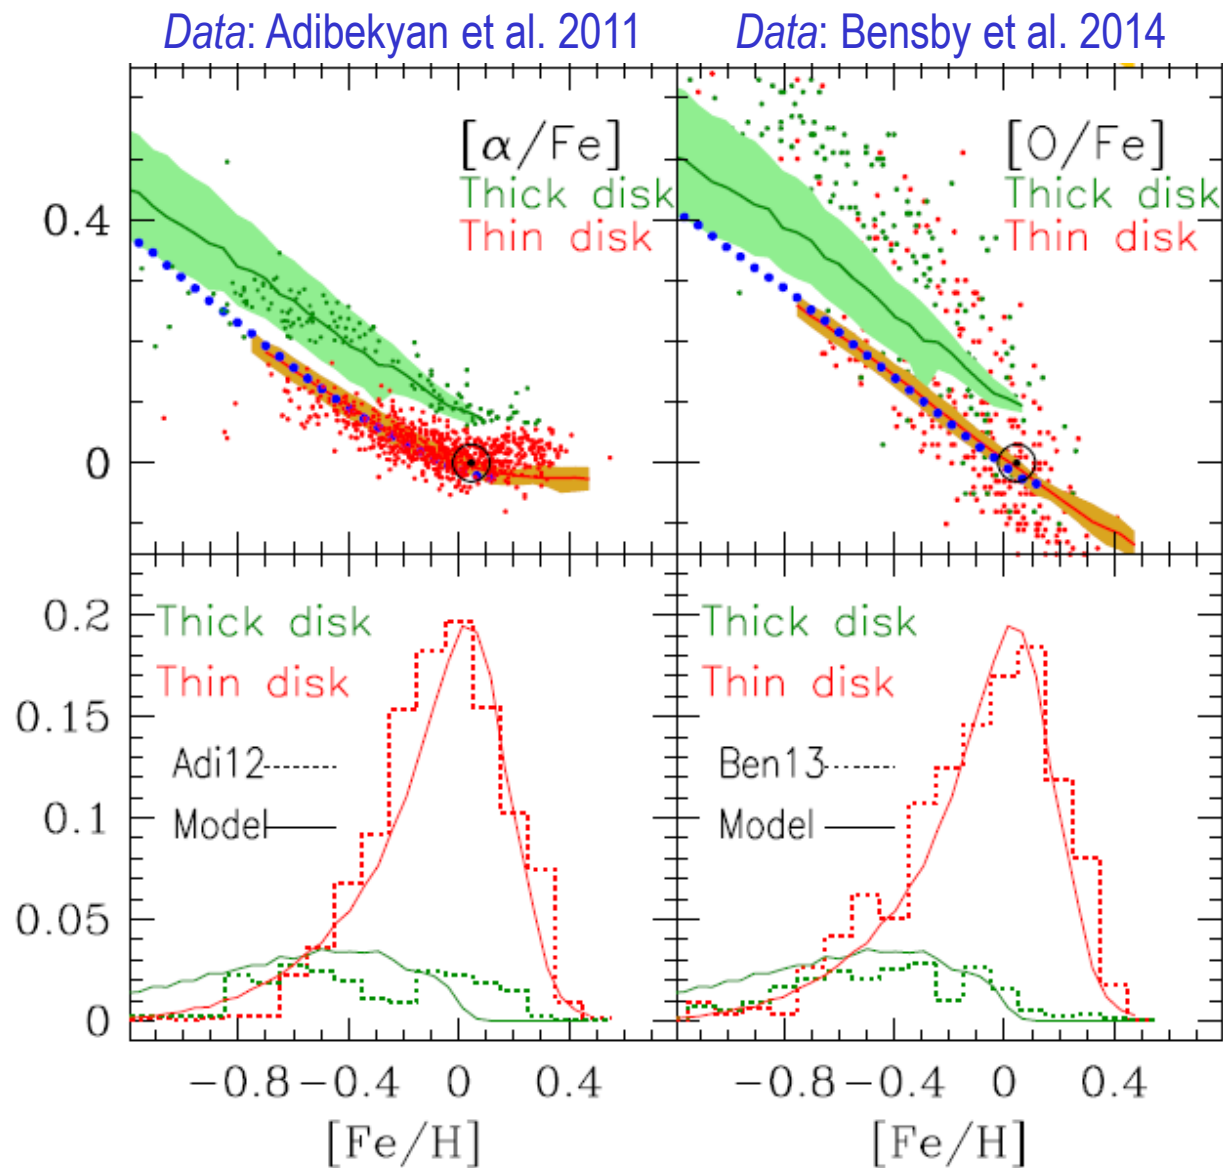 Data: Adibekyan et al. 2011
Data: Bensby et al. 2014
[α/Fe]
Thick disk
Thin disk
[O/Fe]
Thick disk
Thin disk
0.4
0
Thick disk
Thin disk
Adi12
Model
Thick disk
Thin disk
Ben13
Model
0.2
0.15
0.1
0.05
0
−0.8 −0.4 0 0.4
−0.8 −0.4 0 0.4
[Fe/H]
[Fe/H]